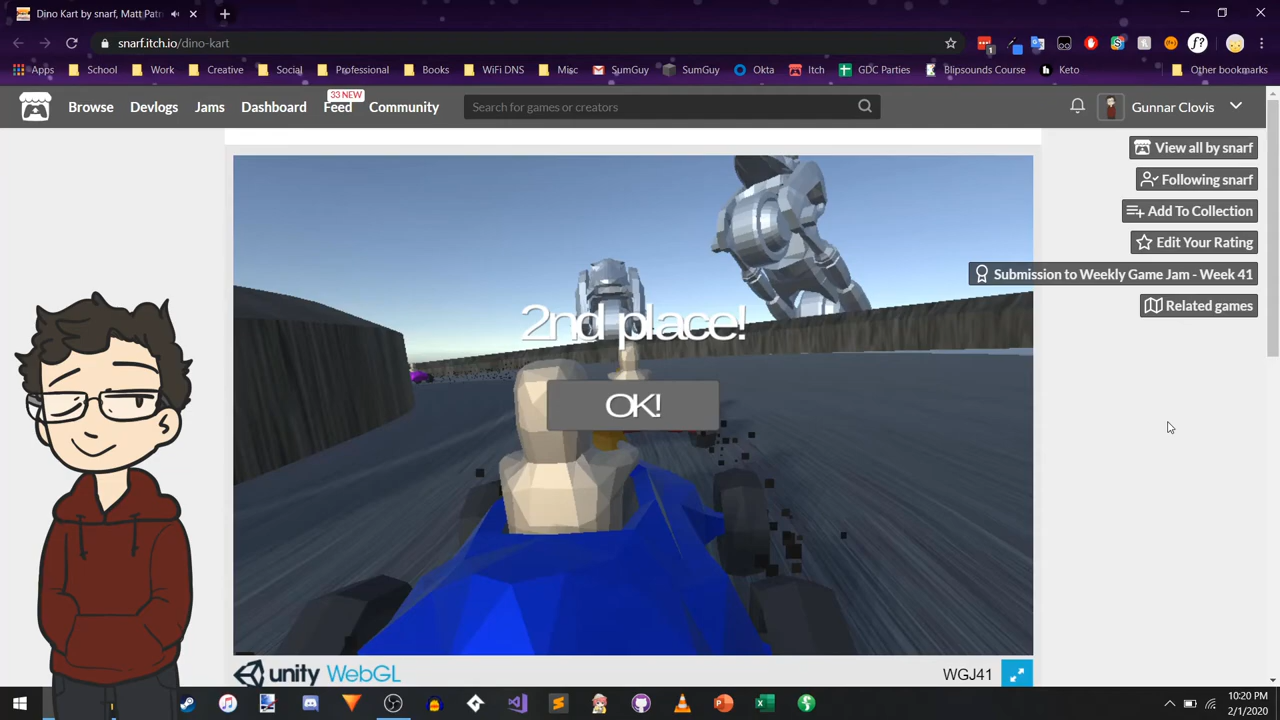 Dino Kart by snarf, Matt Patr
snarf.itch.io/dino-kart
Apps School Work Creative Social Professional Books WiFi DNS Misc SumGuy SumGuy Okta Itch GDC Parties Blipsounds Course Keto Other bookmarks
33 NEW
Browse Devlogs Jams Dashboard Feed Community Search for games or creators Gunnar Clovis
View all by snarf
Following snarf
Add To Collection
Edit Your Rating
Submission to Weekly Game Jam - Week 41
Related games
2nd place!
OK!
unity WebGL WGJ41
10:20 PM
2/1/2020